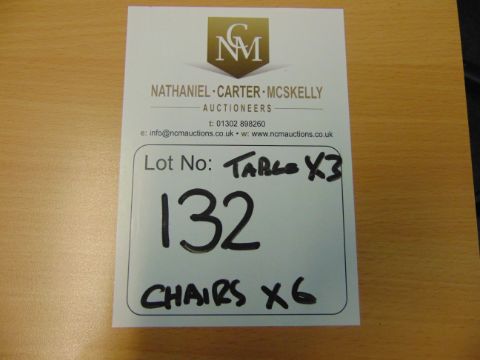 NCM
NATHANIEL · CARTER · MCSKELLY
AUCTIONEERS
t: 01302 898260
e: info@ncmauctions.co.uk • w: www.ncmauctions.co.uk
Lot No: TABLE X3
132
CHAIRS X6